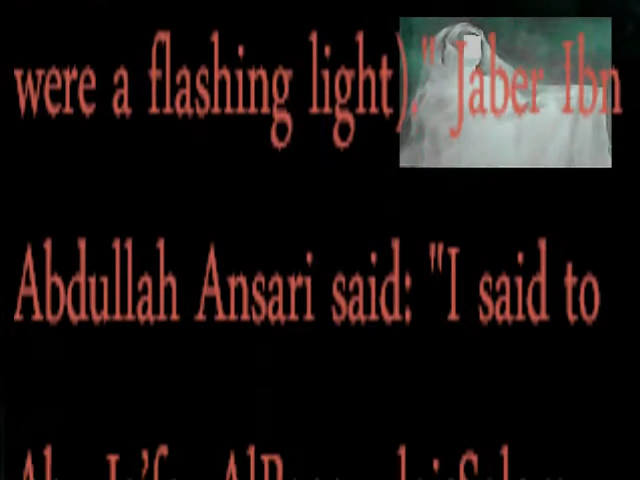 were a flashing light)." Jaber Ibn
Abdullah Ansari said: "I said to